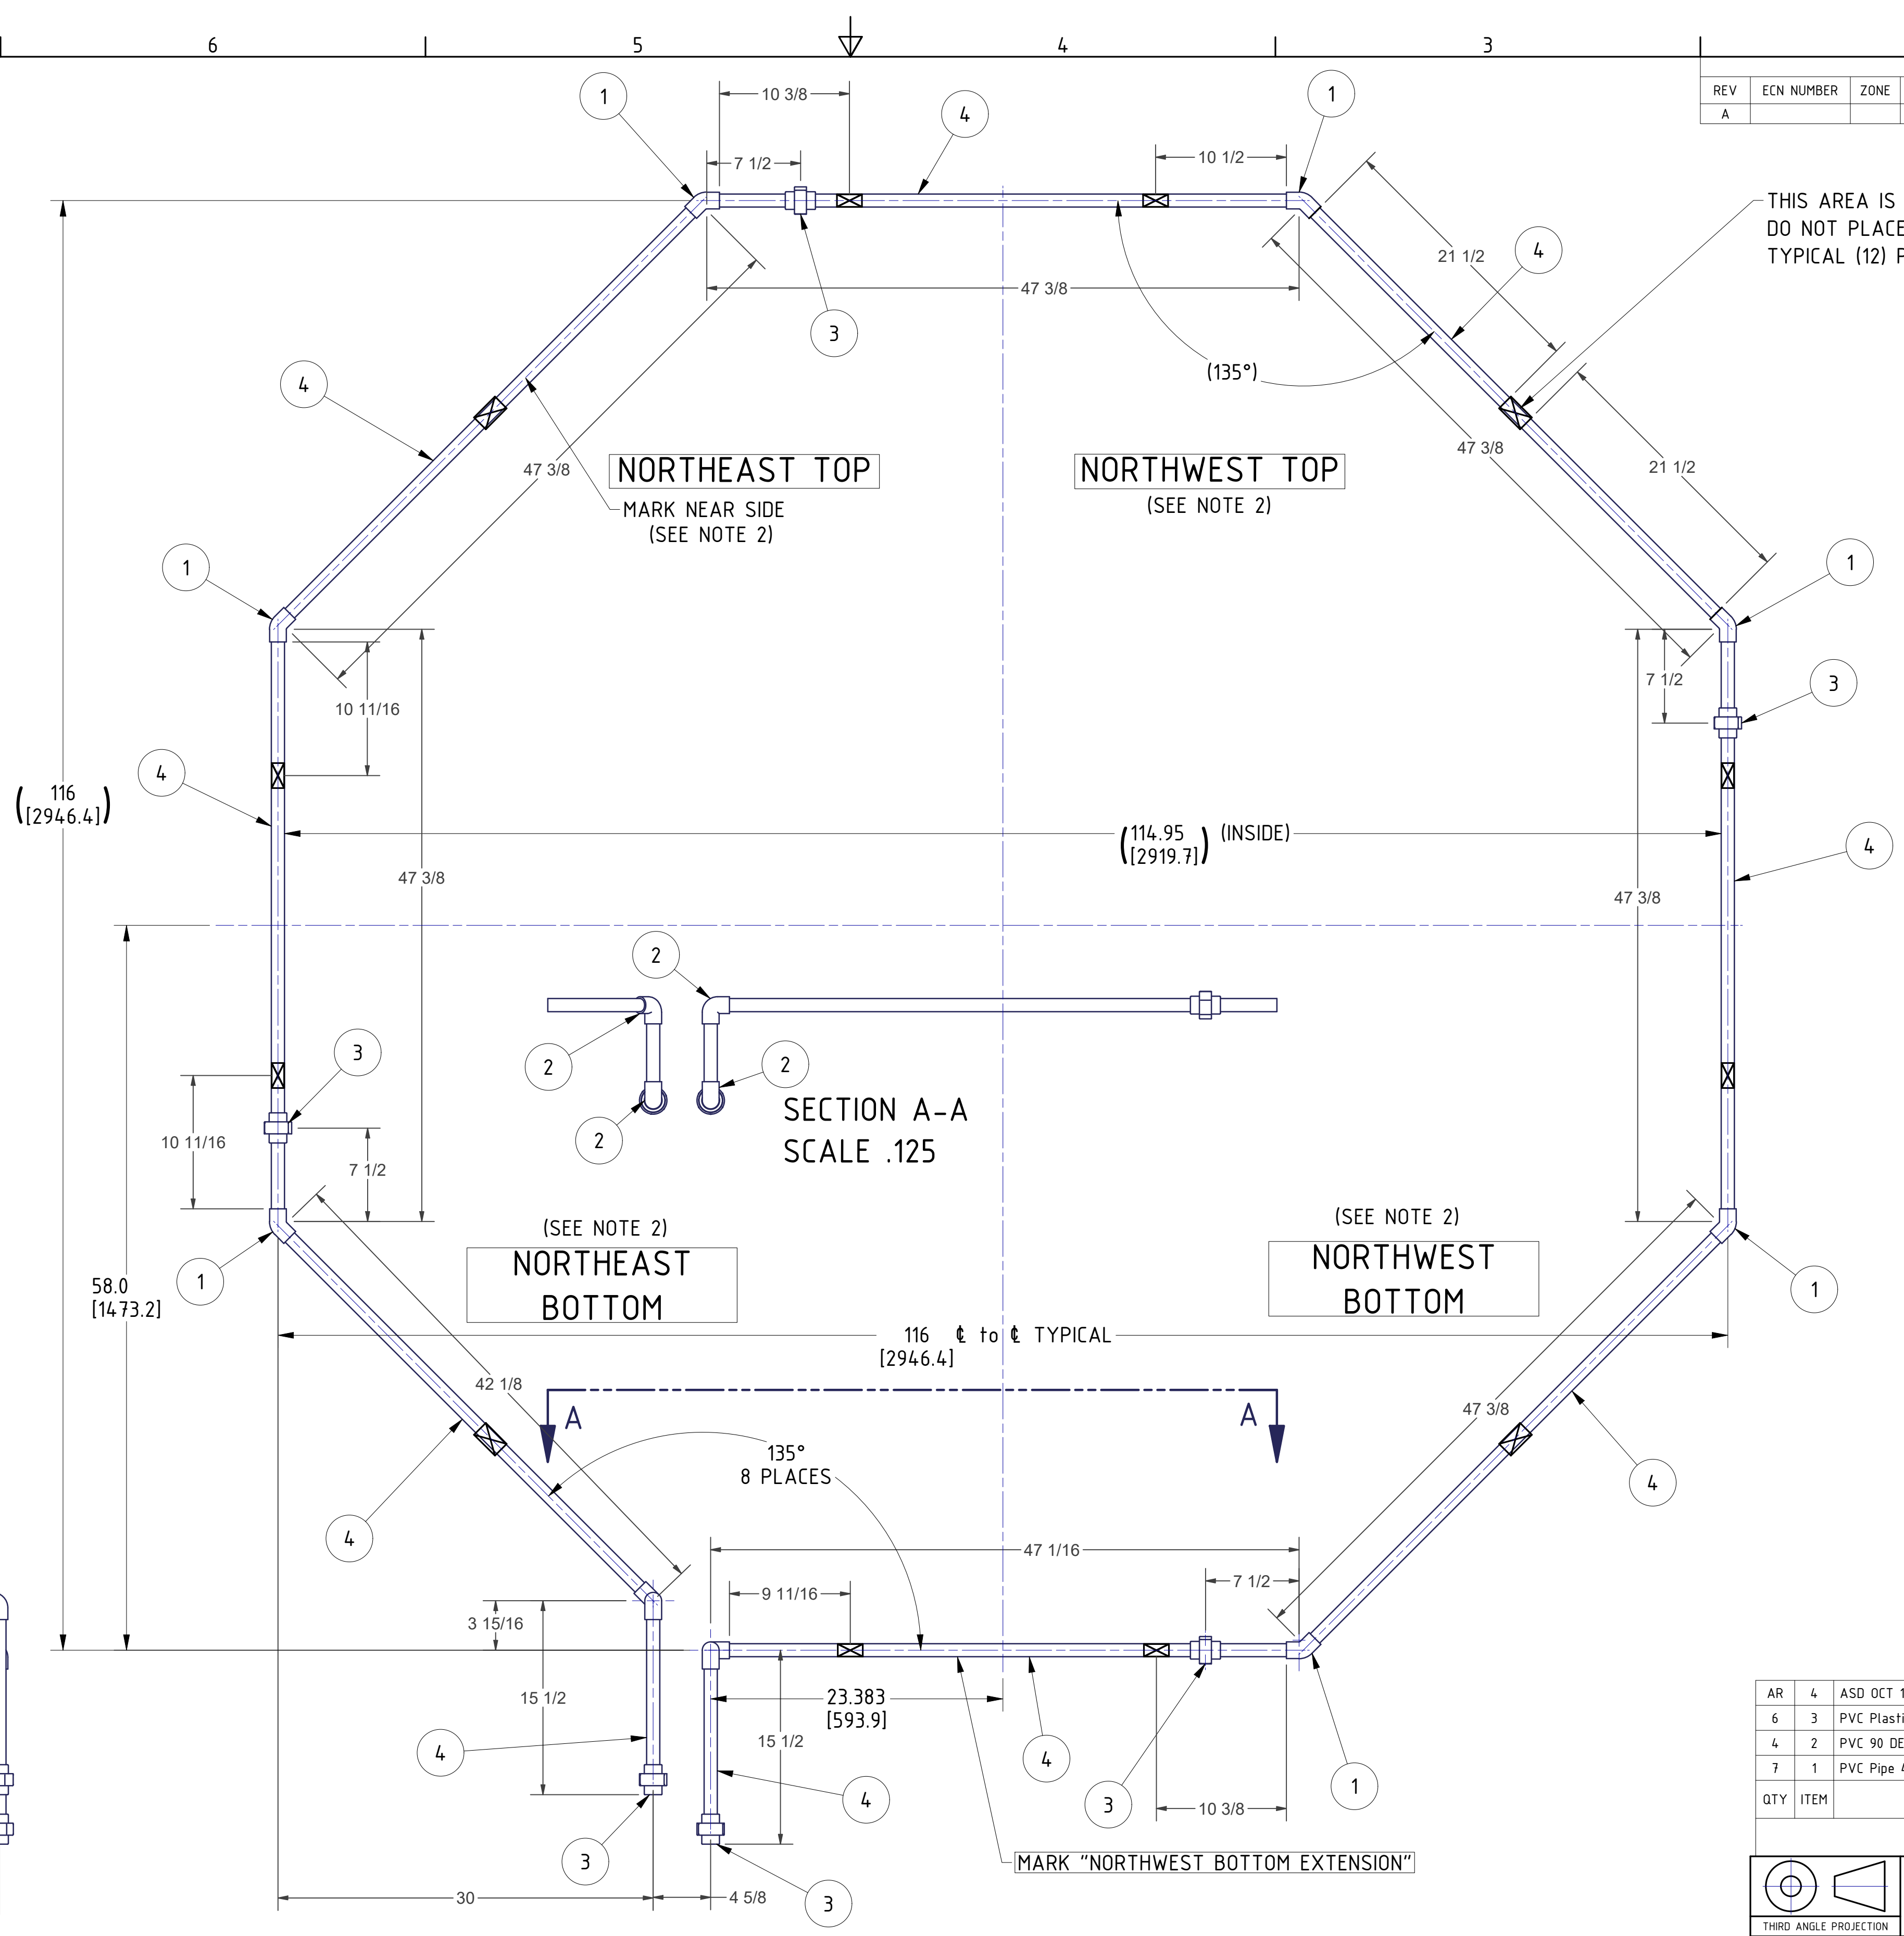 6
5
4
3
REV ECN NUMBER ZONE
A
1
10 3/8
4
1
7 1/2
10 1/2
THIS AREA IS
DO NOT PLACE
TYPICAL (12) P
21 1/2
4
47 3/8
3
(135°)
4
47 3/8
NORTHEAST TOP
MARK NEAR SIDE
(SEE NOTE 2)
NORTHWEST TOP
(SEE NOTE 2)
47 3/8
21 1/2
1
1
10 11/16
7 1/2
3
4
116
[2946.4]
114.95 (INSIDE)
[2919.7]
4
47 3/8
47 3/8
2
3
2
2
2
SECTION A-A
SCALE .125
10 11/16
7 1/2
(SEE NOTE 2)
NORTHEAST
BOTTOM
(SEE NOTE 2)
NORTHWEST
BOTTOM
1
1
58.0
[1473.2]
116 ℄ to ℄ TYPICAL
[2946.4]
42 1/8
A
A
47 3/8
135°
8 PLACES
4
4
47 1/16
9 11/16
7 1/2
3 15/16
15 1/2
23.383
[593.9]
15 1/2
4
4
4
3
10 3/8
1
3
MARK "NORTHWEST BOTTOM EXTENSION"
30
4 5/8
3
AR 4 ASD OCT 1
6 3 PVC Plasti
4 2 PVC 90 DE
7 1 PVC Pipe 4
QTY ITEM
THIRD ANGLE PROJECTION